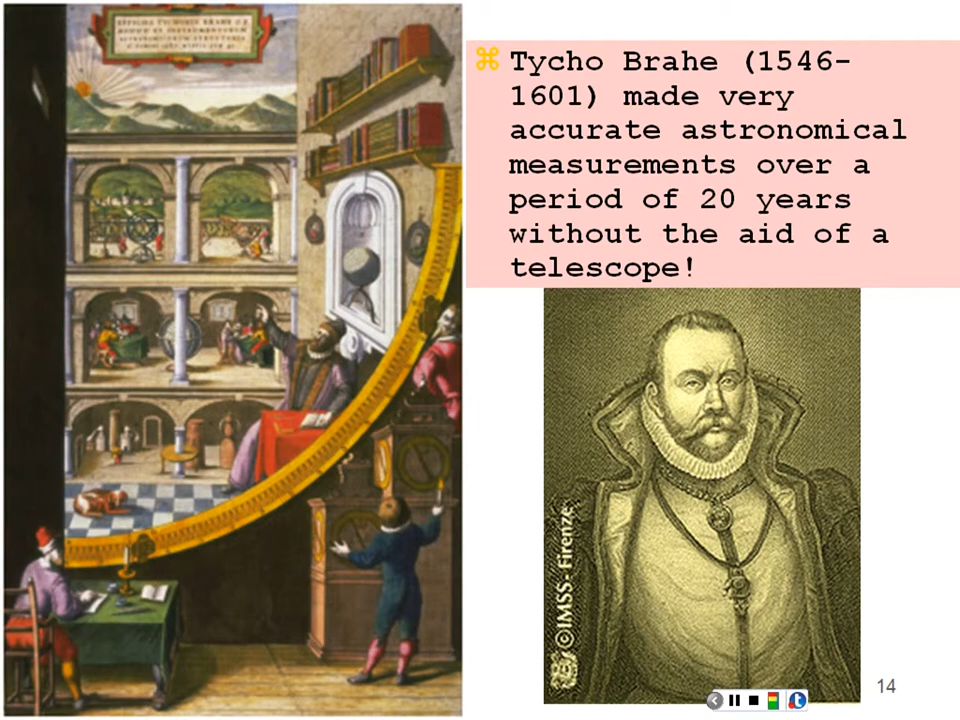 Tycho Brahe (1546-
1601) made very
accurate astronomical
measurements over a
period of 20 years
without the aid of a
telescope!
©IMSS - Firenze
14